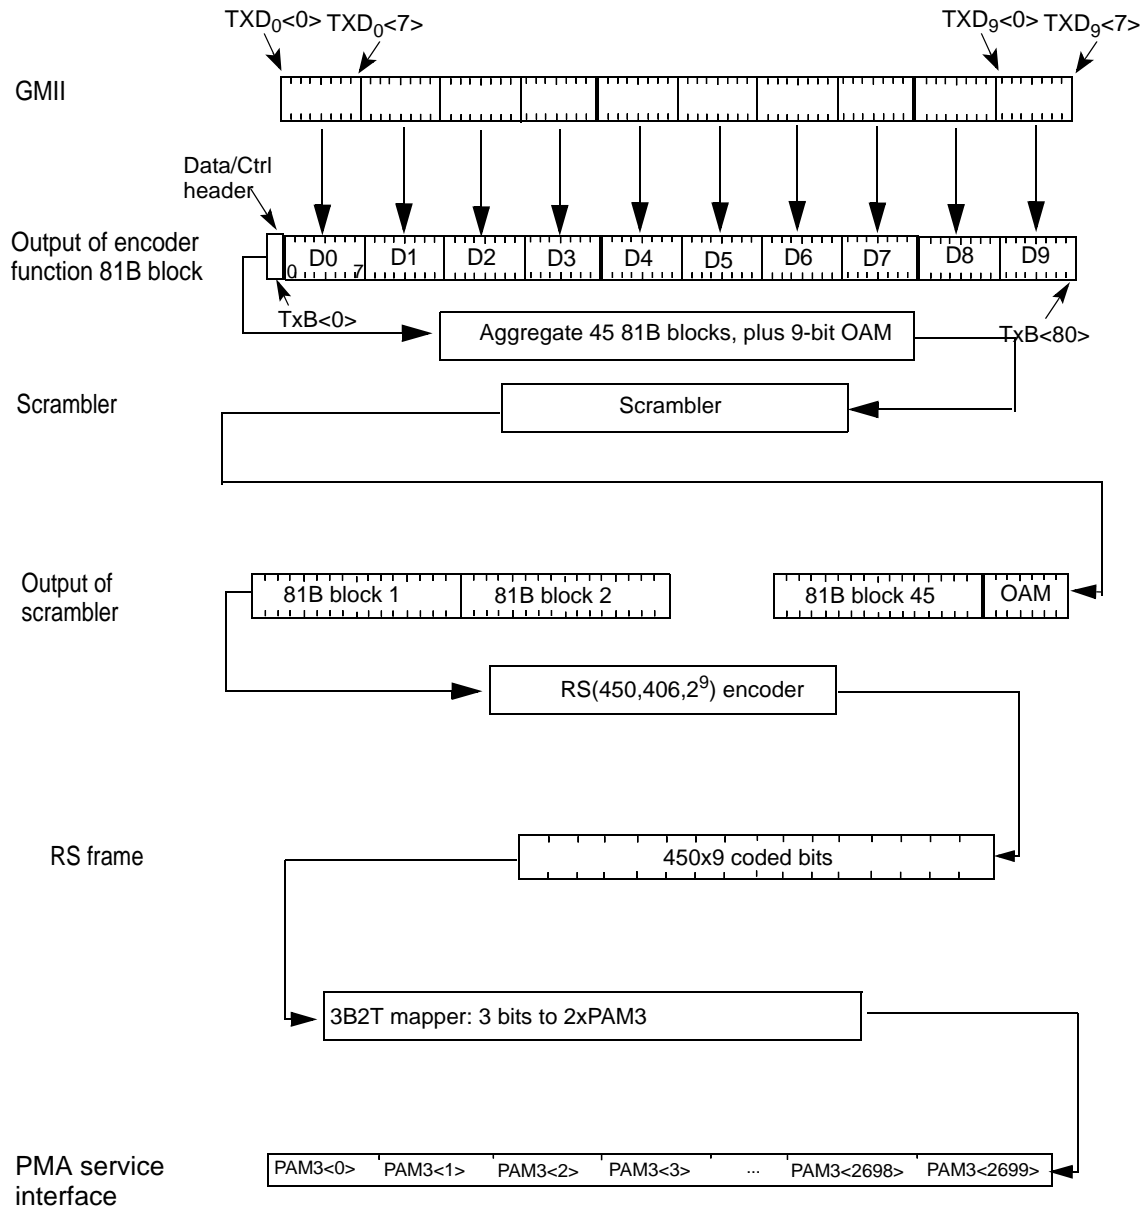 TXD0<0> TXD0<7> TXD9<0> TXD9<7>
GMII
Data/Ctrl
header
Output of encoder
function 81B block
0 D0 7 D1 D2 D3 D4 D5 D6 D7 D8 D9
TxB<0>
TxB<80>
Aggregate 45 81B blocks, plus 9-bit OAM
Scrambler
Scrambler
Output of
scrambler
81B block 1 81B block 2 81B block 45 OAM
RS(450,406,2⁹) encoder
RS frame
450x9 coded bits
3B2T mapper: 3 bits to 2xPAM3
PMA service
interface
PAM3<0> PAM3<1> PAM3<2> PAM3<3> ... PAM3<2698> PAM3<2699>